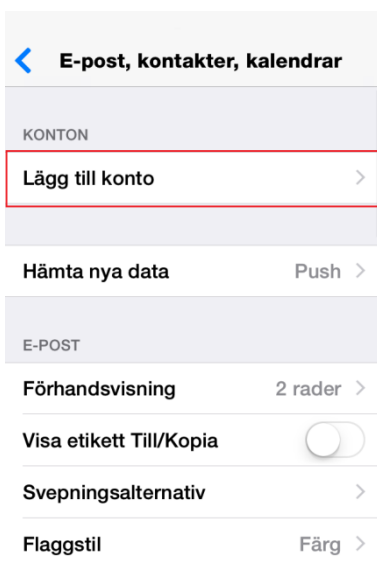 E-post, kontakter, kalendrar
KONTON
Lägg till konto
Hämta nya data Push
E-POST
Förhandsvisning 2 rader
Visa etikett Till/Kopia
Svepningsalternativ
Flaggstil Färg